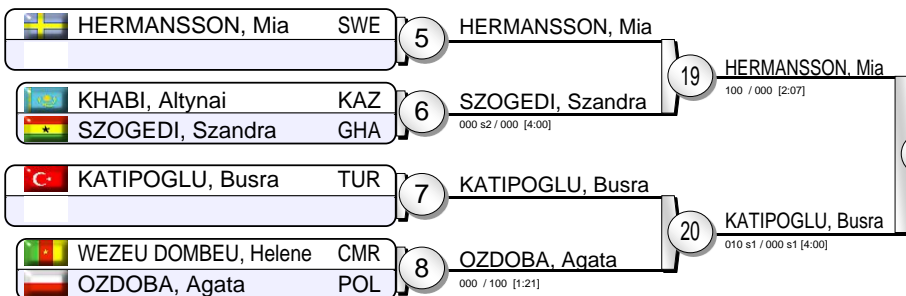 HERMANSSON, Mia SWE
5
HERMANSSON, Mia
KHABI, Altynai KAZ
SZOGEDI, Szandra GHA
6
SZOGEDI, Szandra
000 s2 / 000 [4:00]
19
HERMANSSON, Mia
100 / 000 [2:07]
KATIPOGLU, Busra TUR
7
KATIPOGLU, Busra
WEZEU DOMBEU, Helene CMR
OZDOBA, Agata POL
8
OZDOBA, Agata
000 / 100 [1:21]
20
KATIPOGLU, Busra
010 s1 / 000 s1 [4:00]